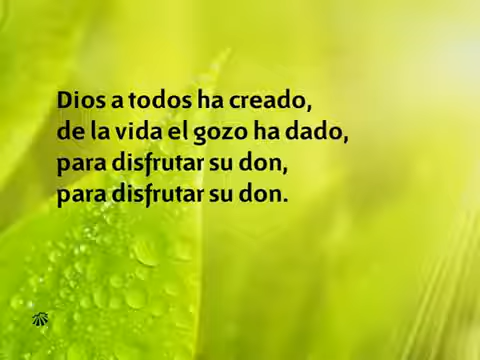 Dios a todos ha creado,
de la vida el gozo ha dado,
para disfrutar su don,
para disfrutar su don.